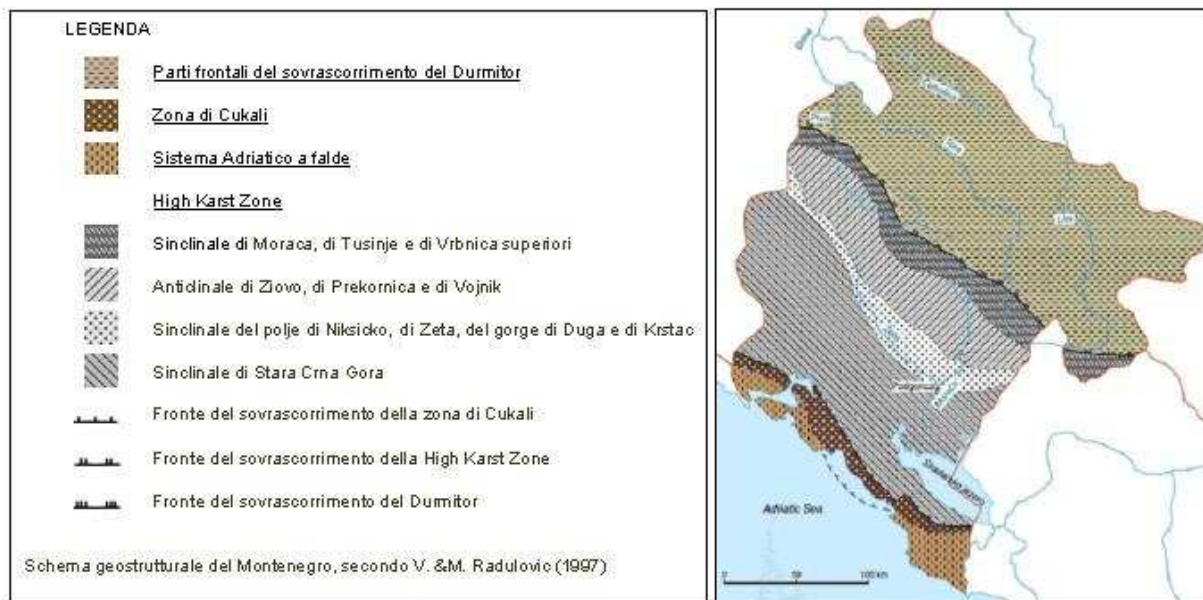 LEGENDA
Parti frontali del sovrascorrimento del Durmitor
Zona di Cukali
Sistema Adriatico a falde
High Karst Zone
Sinclinale di Moraca, di Tusinje e di Vrbnica superiori
Anticlinale di Ziovo, di Prekornica e di Vojnik
Sinclinale del polje di Niksicko, di Zeta, del gorge di Duga e di Krstac
Sinclinale di Stara Crna Gora
Fronte del sovrascorrimento della zona di Cukali
Fronte del sovrascorrimento della High Karst Zone
Fronte del sovrascorrimento del Durmitor
Schema geostrutturale del Montenegro, secondo V. &M. Radulovic (1997)
Piva
Tara
Lim
Adriatic Sea
0 50 100 km